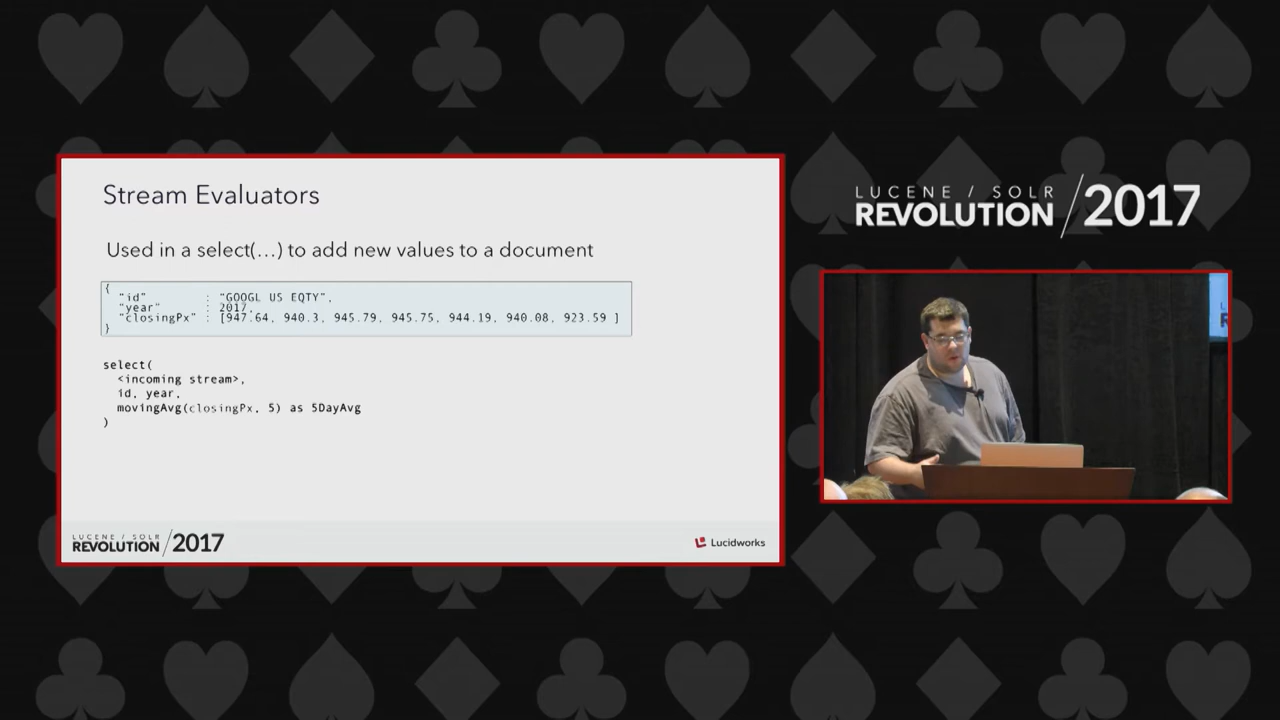 Stream Evaluators
Used in a select(...) to add new values to a document
{
"id" : "GOOGL US EQTY",
"year" : 2017,
"closingPx" : [947.64, 940.3, 945.79, 945.75, 944.19, 940.08, 923.59 ]
}
select(
<incoming stream>,
id, year,
movingAvg(closingPx, 5) as 5DayAvg
)
LUCENE / SOLR
REVOLUTION / 2017
Lucidworks
LUCENE / SOLR
REVOLUTION / 2017